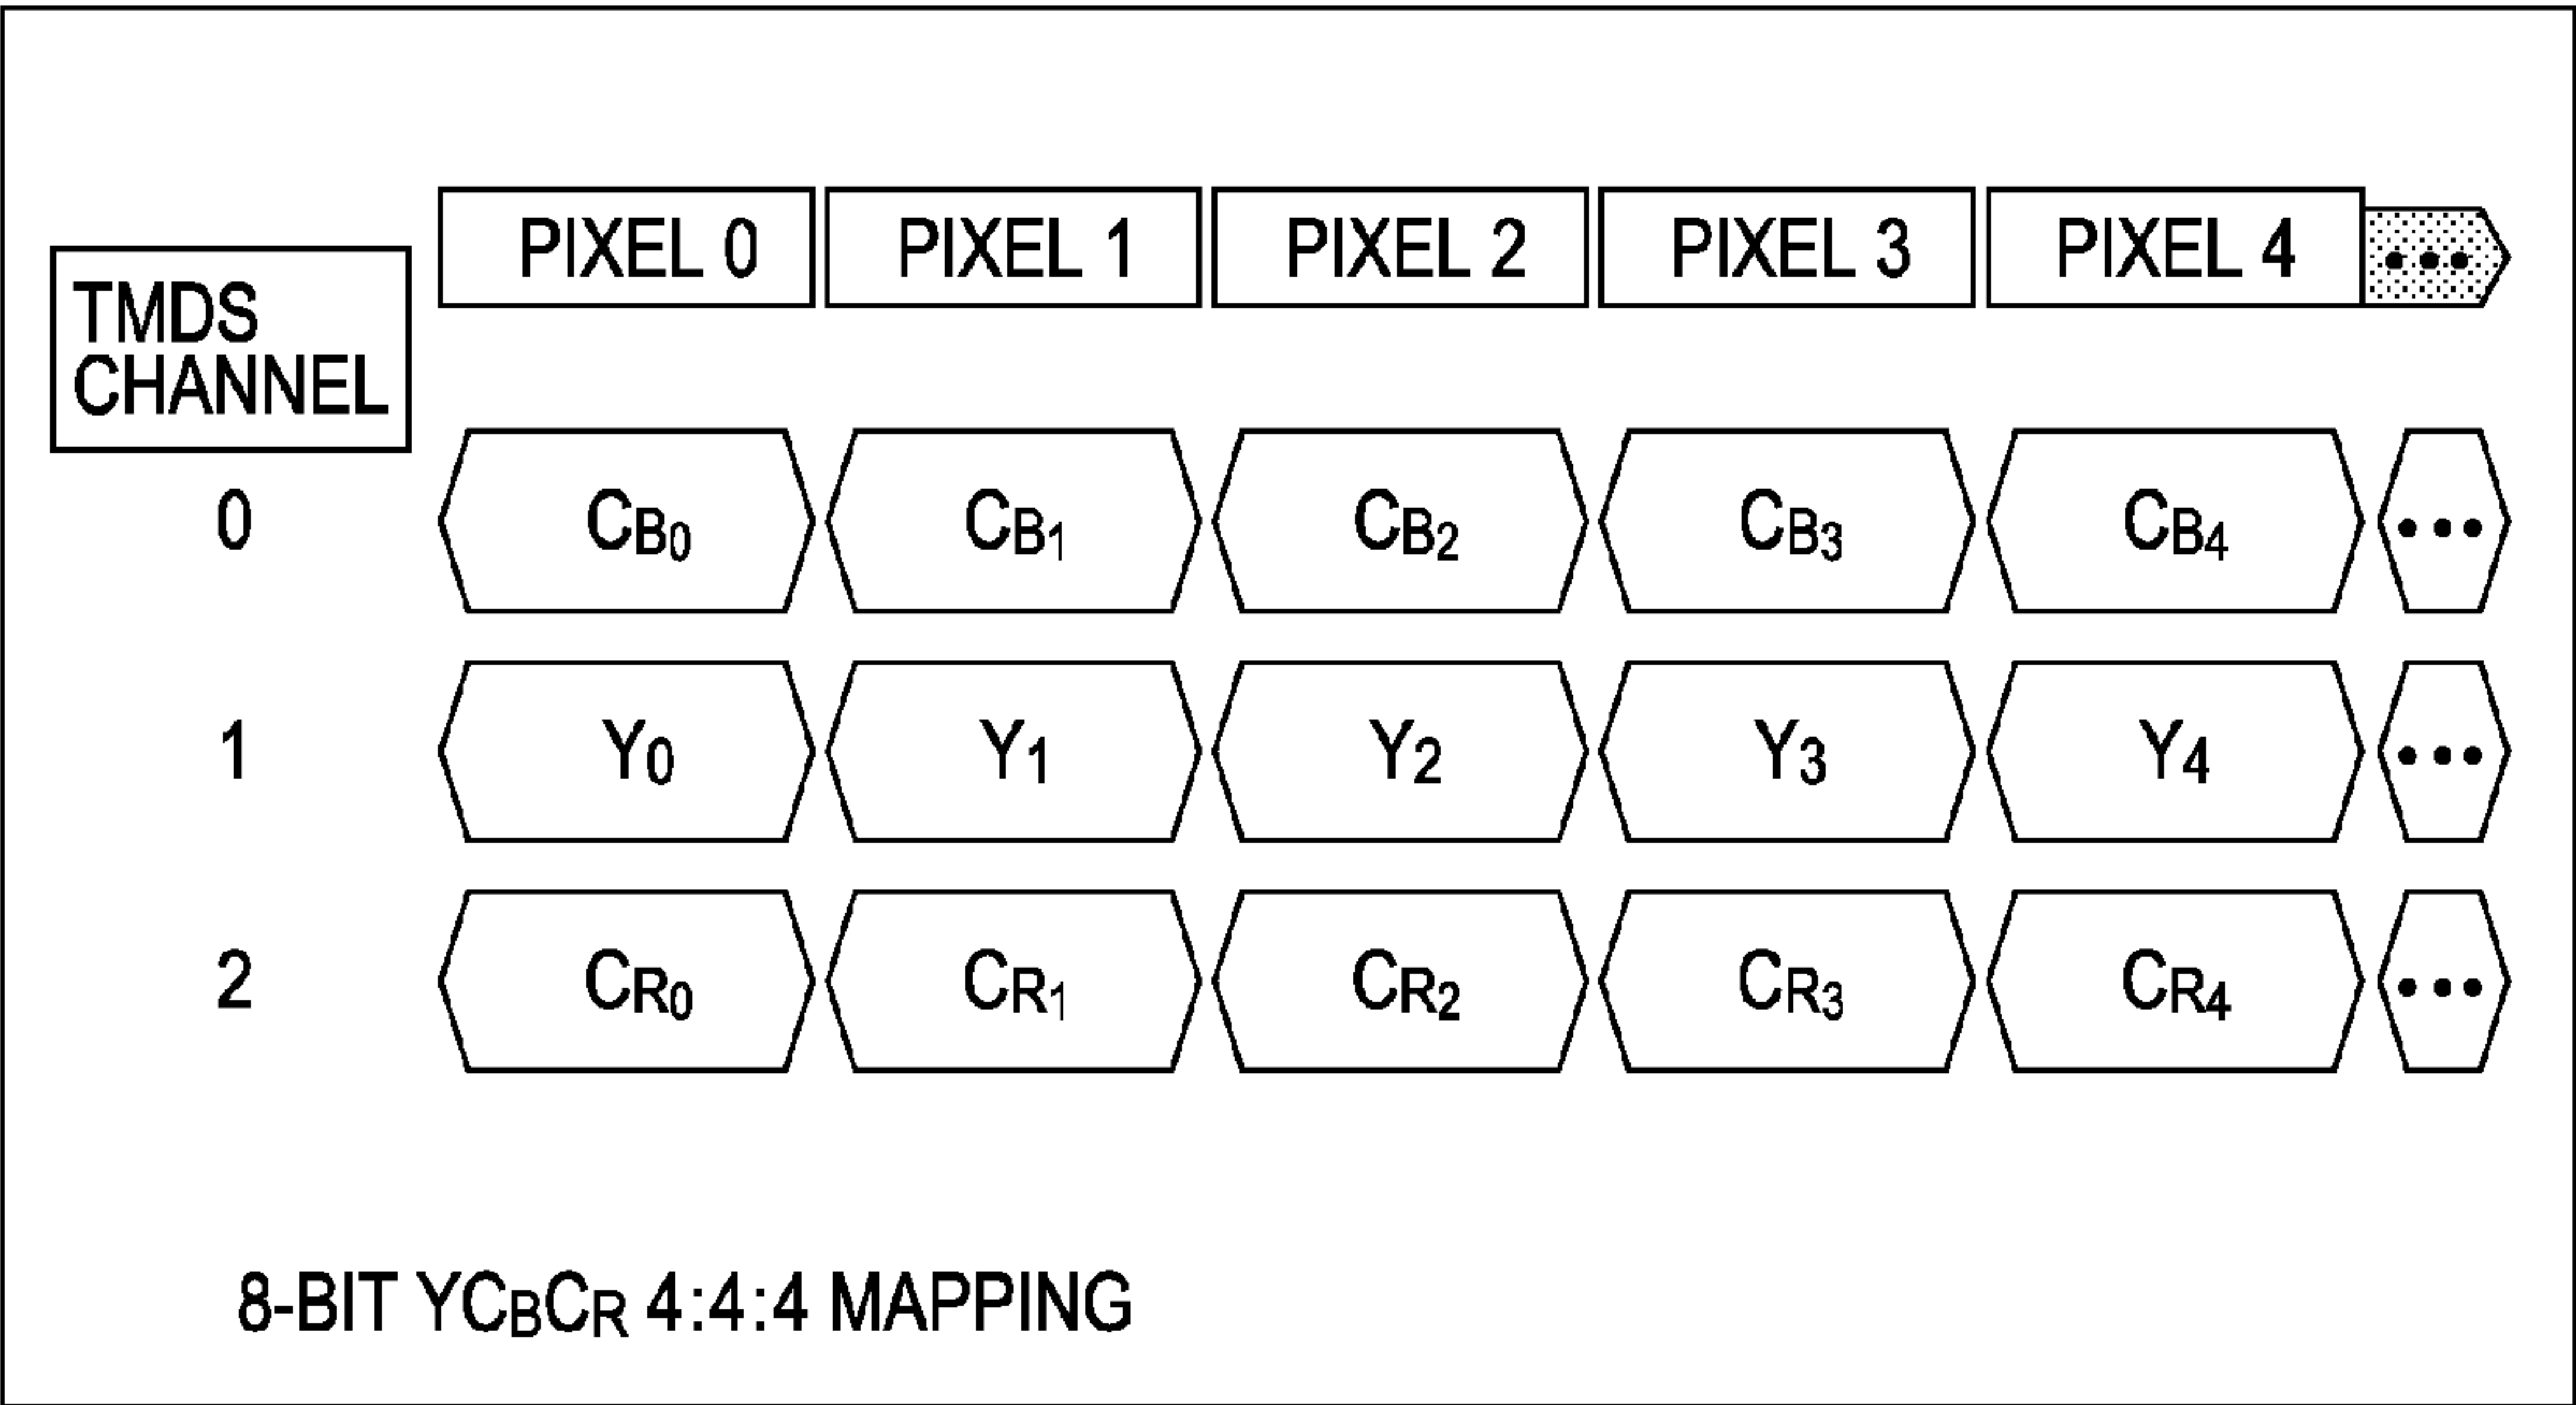 PIXEL 0 PIXEL 1 PIXEL 2 PIXEL 3 PIXEL 4 •••
TMDS
CHANNEL
0 CB0 CB1 CB2 CB3 CB4 •••
1 Y0 Y1 Y2 Y3 Y4 •••
2 CR0 CR1 CR2 CR3 CR4 •••
8-BIT YCBCR 4:4:4 MAPPING